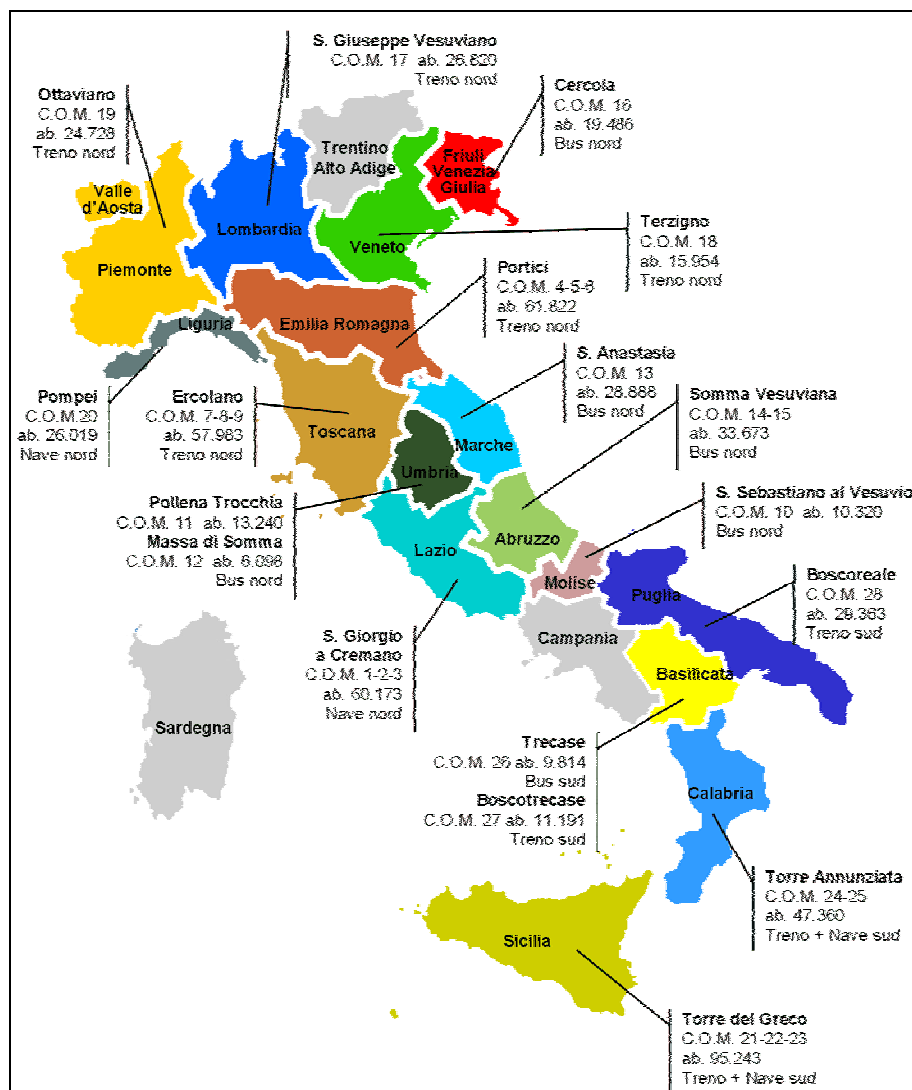 S. Giuseppe Vesuviano
C.O.M. 17 ab. 26.620
Treno nord
Ottaviano
C.O.M. 19
ab. 24.728
Treno nord
Cercola
C.O.M. 16
ab. 19.486
Bus nord
Trentino
Alto Adige
Friuli
Venezia
Giulia
Valle
d'Aosta
Lombardia
Veneto
Piemonte
Terzigno
C.O.M. 18
ab. 15.954
Treno nord
Portici
C.O.M. 4-5-6
ab. 61.822
Treno nord
Liguria
Emilia Romagna
S. Anastasia
C.O.M. 13
ab. 28.888
Bus nord
Pompei
C.O.M.20
ab. 26.019
Nave nord
Ercolano
C.O.M. 7-8-9
ab. 57.983
Treno nord
Somma Vesuviana
C.O.M. 14-15
ab. 33.673
Bus nord
Toscana
Marche
Umbria
Pollena Trocchia
C.O.M. 11 ab. 13.240
Massa di Somma
C.O.M. 12 ab. 6.096
Bus nord
S. Sebastiano al Vesuvio
C.O.M. 10 ab. 10.320
Bus nord
Lazio
Abruzzo
Molise
Puglia
Boscoreale
C.O.M. 28
ab. 29.363
Treno sud
S. Giorgio
a Cremano
C.O.M. 1-2-3
ab. 60.173
Nave nord
Campania
Basilicata
Sardegna
Trecase
C.O.M. 26 ab. 9.814
Bus sud
Boscotrecase
C.O.M. 27 ab. 11.191
Treno sud
Calabria
Torre Annunziata
C.O.M. 24-25
ab. 47.360
Treno + Nave sud
Sicilia
Torre del Greco
C.O.M. 21-22-23
ab. 95.243
Treno + Nave sud